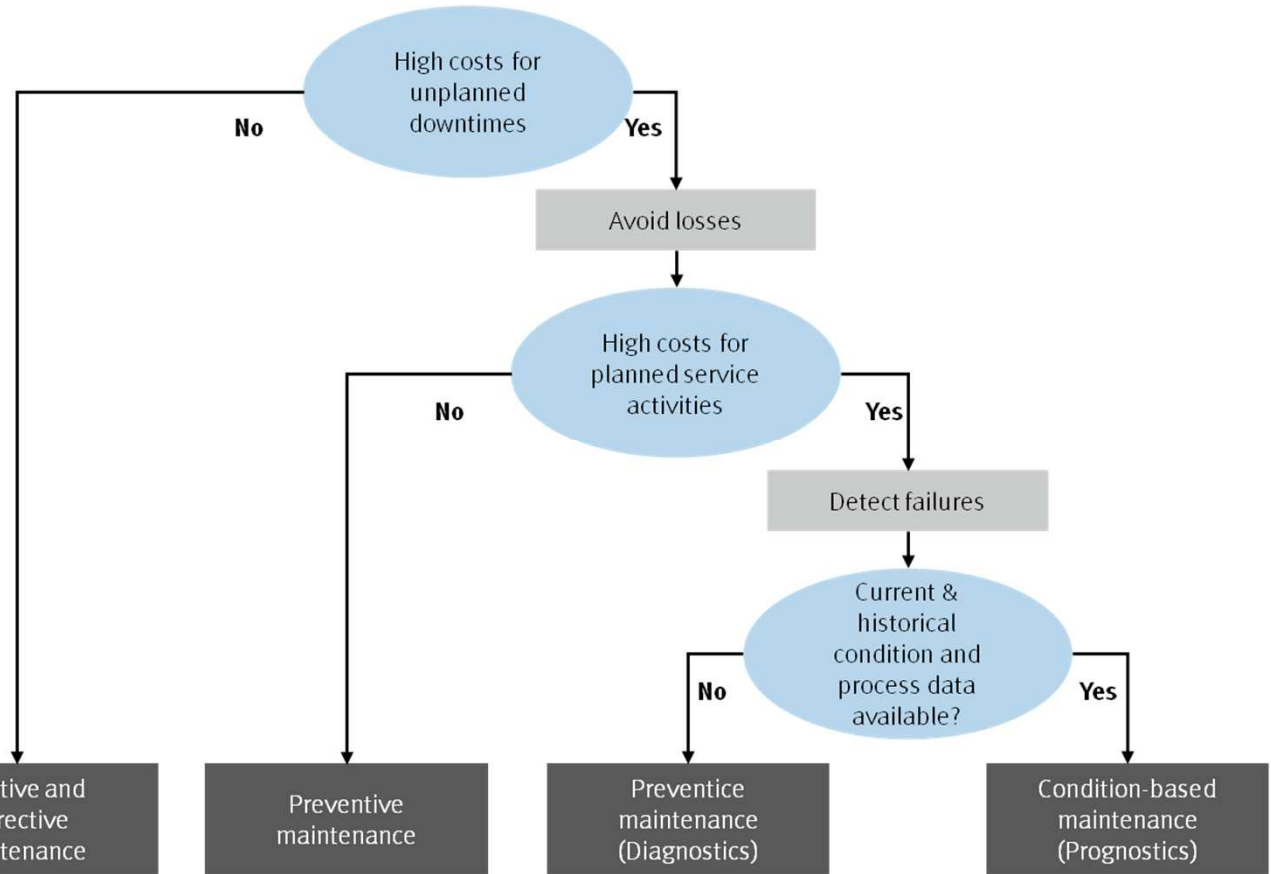 High costs for
unplanned
downtimes
No
Yes
Avoid losses
High costs for
planned service
activities
No
Yes
Detect failures
Current &
historical
condition and
process data
available?
No
Yes
and
Preventive
maintenance
Preventice
maintenance
(Diagnostics)
Condition-based
maintenance
(Prognostics)